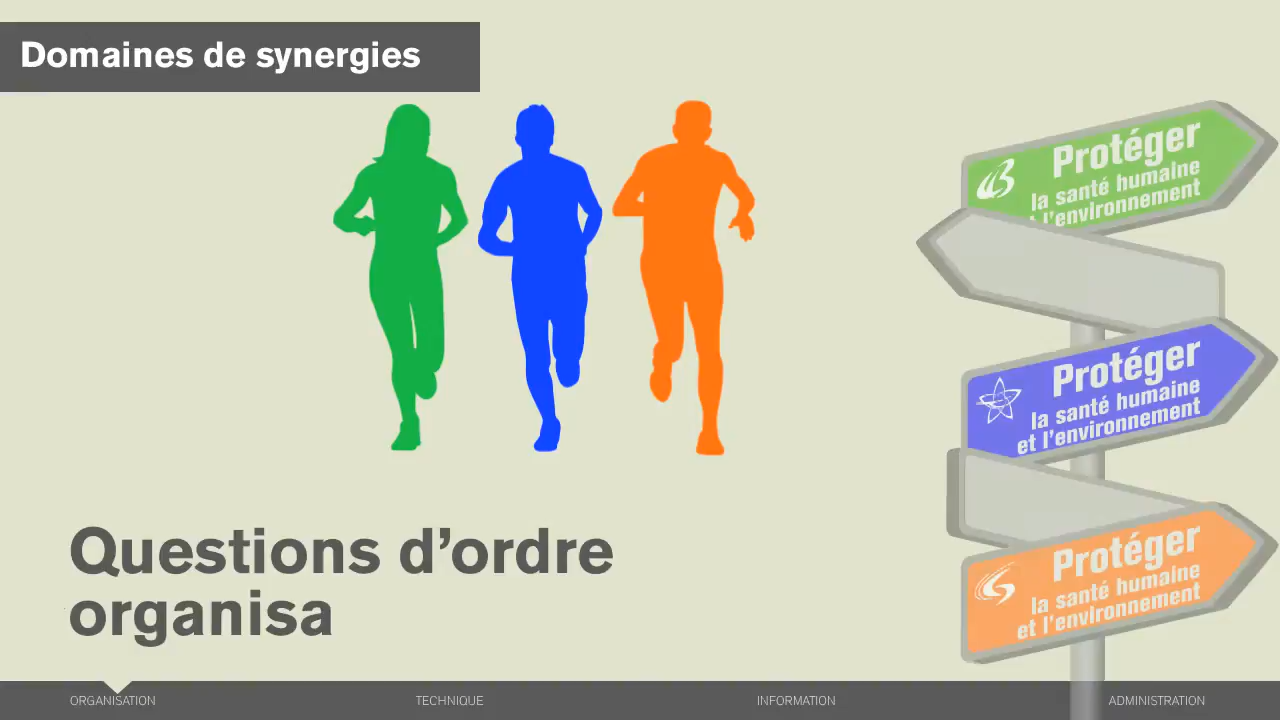 Domaines de synergies
Protéger
la santé humaine
l'environnement
Protéger
la santé humaine
et l'environnement
Protéger
la santé humaine
et l'environnement
Questions d'ordre
organisa
ORGANISATION
TECHNIQUE
INFORMATION
ADMINISTRATION